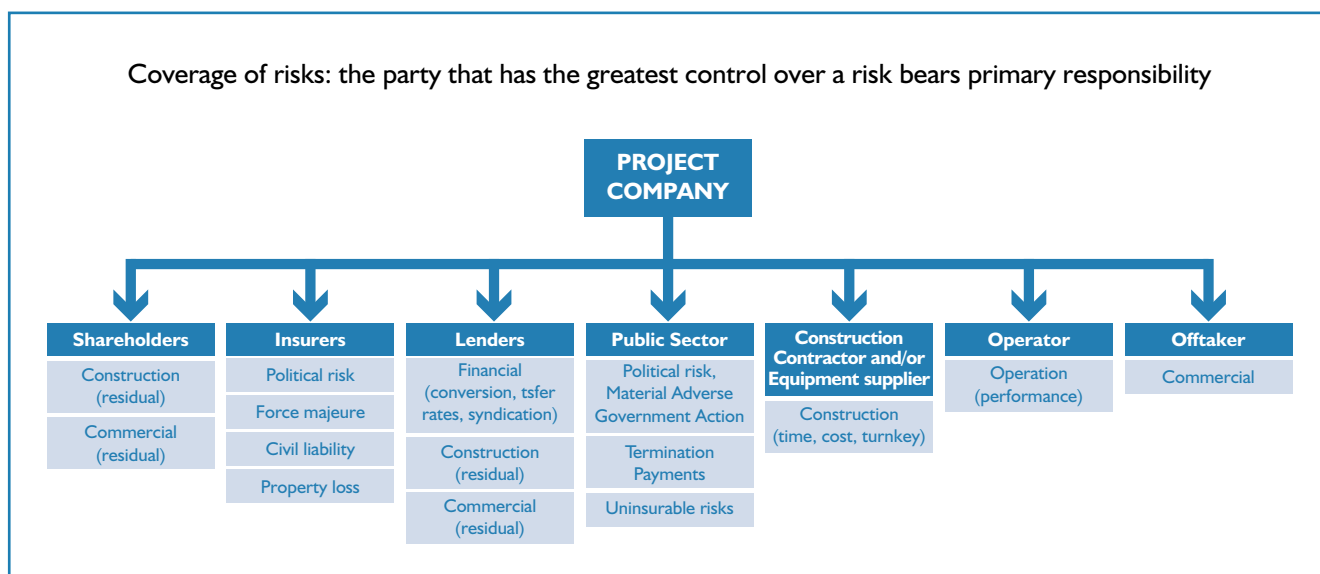 Coverage of risks: the party that has the greatest control over a risk bears primary responsibility
PROJECT
COMPANY
Shareholders
Construction
(residual)
Commercial
(residual)
Insurers
Political risk
Force majeure
Civil liability
Property loss
Lenders
Financial
(conversion, tsfer
rates, syndication)
Construction
(residual)
Commercial
(residual)
Public Sector
Political risk,
Material Adverse
Government Action
Termination
Payments
Uninsurable risks
Construction
Contractor and/or
Equipment supplier
Construction
(time, cost, turnkey)
Operator
Operation
(performance)
Offtaker
Commercial